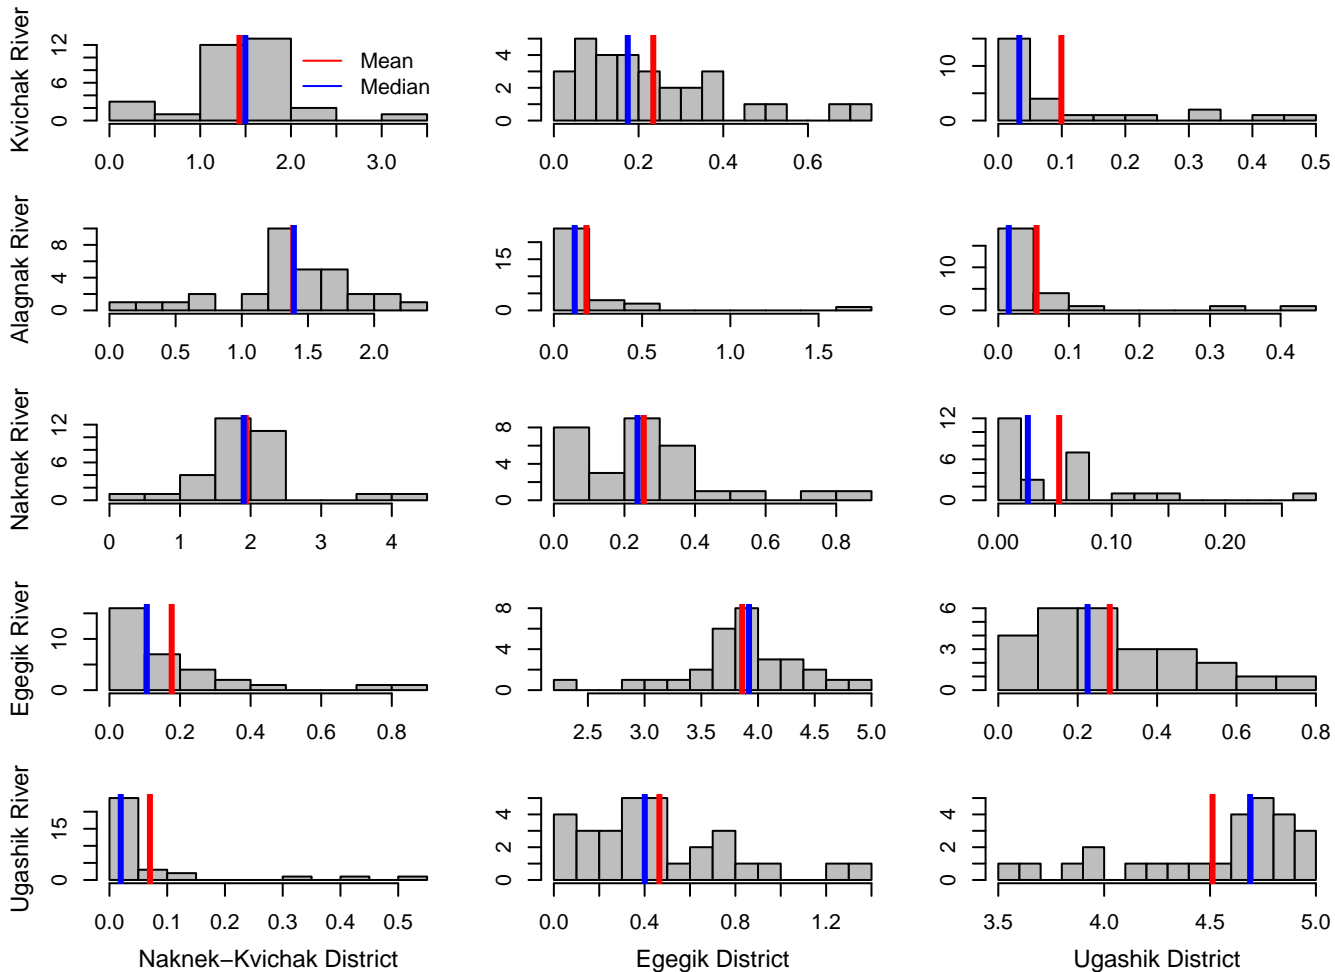 Kvichak River
0 6 12
Mean
Median
0.0 1.0 2.0 3.0
0 2 4
0.0 0.2 0.4 0.6
0 10
0.0 0.1 0.2 0.3 0.4 0.5
Alagnak River
0 4 8
0.0 0.5 1.0 1.5 2.0
0 15
0.0 0.5 1.0 1.5
0 10
0.0 0.1 0.2 0.3 0.4
Naknek River
0 6 12
0 1 2 3 4
0 4 8
0.0 0.2 0.4 0.6 0.8
0 6 12
0.00 0.10 0.20
Egegik River
0 10
0.0 0.2 0.4 0.6 0.8
0 4 8
2.5 3.0 3.5 4.0 4.5 5.0
0 3 6
0.0 0.2 0.4 0.6 0.8
Ugashik River
0 15
0.0 0.1 0.2 0.3 0.4 0.5
0 2 4
0.0 0.4 0.8 1.2
0 2 4
3.5 4.0 4.5 5.0
Naknek−Kvichak District
Egegik District
Ugashik District